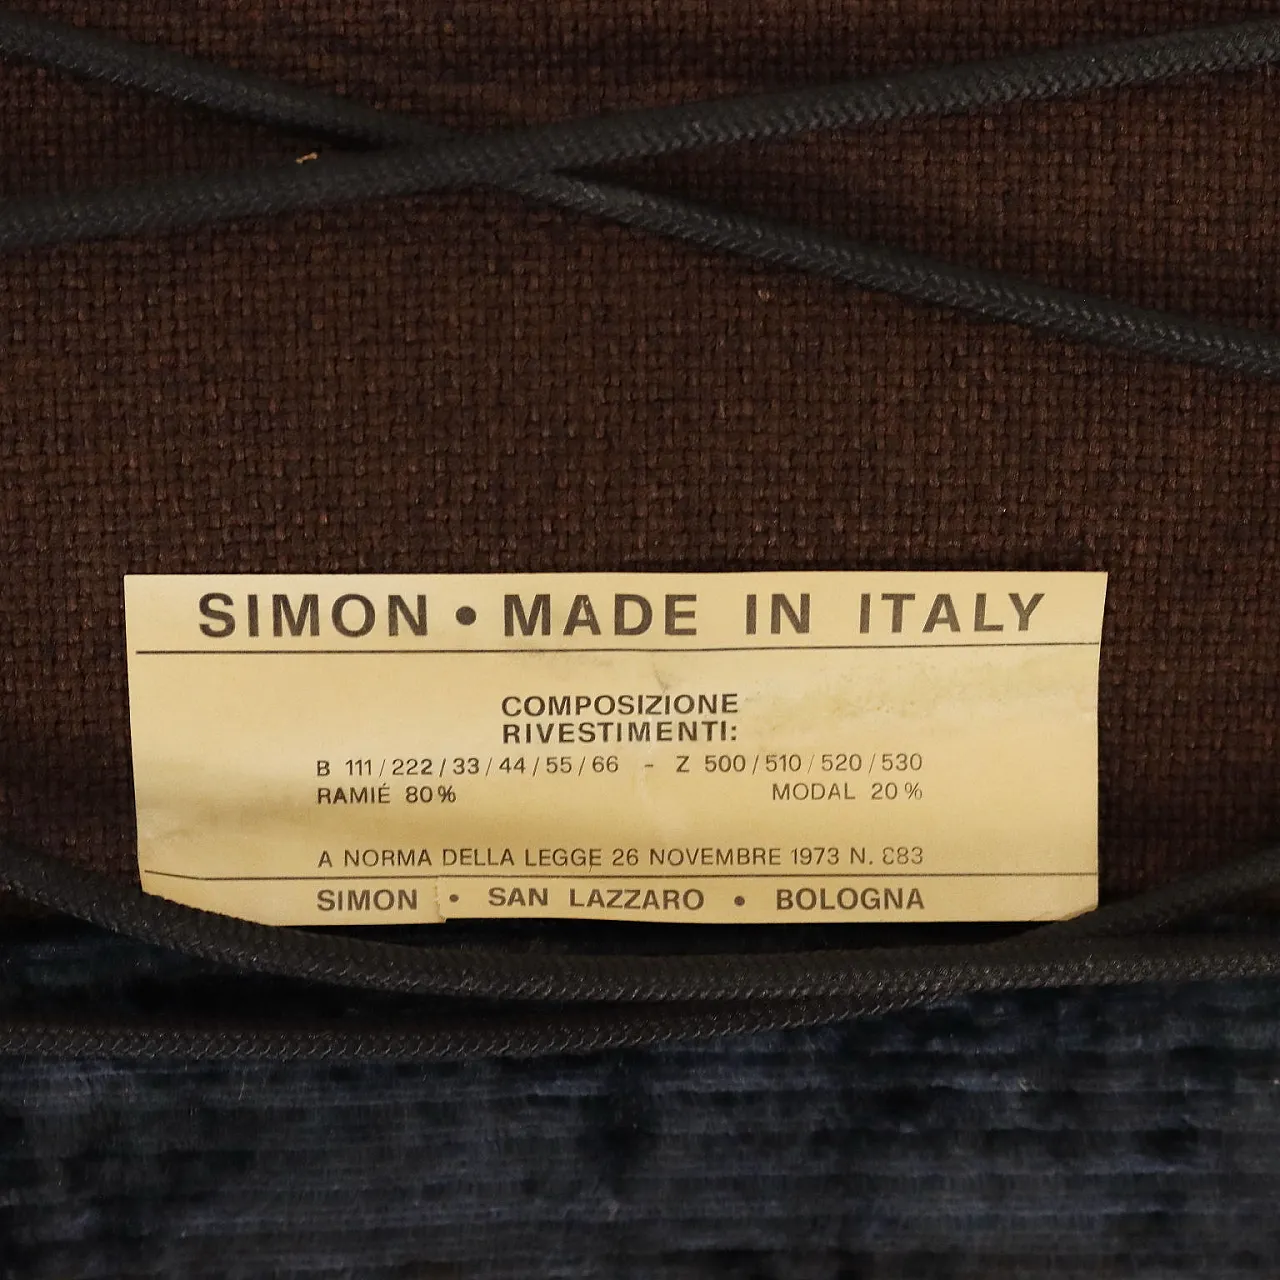 SIMON • MADE IN ITALY
COMPOSIZIONE
RIVESTIMENTI:
B 111/222/33/44/55/66 - Z 500/510/520/530
RAMIÉ 80% MODAL 20%
A NORMA DELLA LEGGE 26 NOVEMBRE 1973 N. 883
SIMON • SAN LAZZARO • BOLOGNA